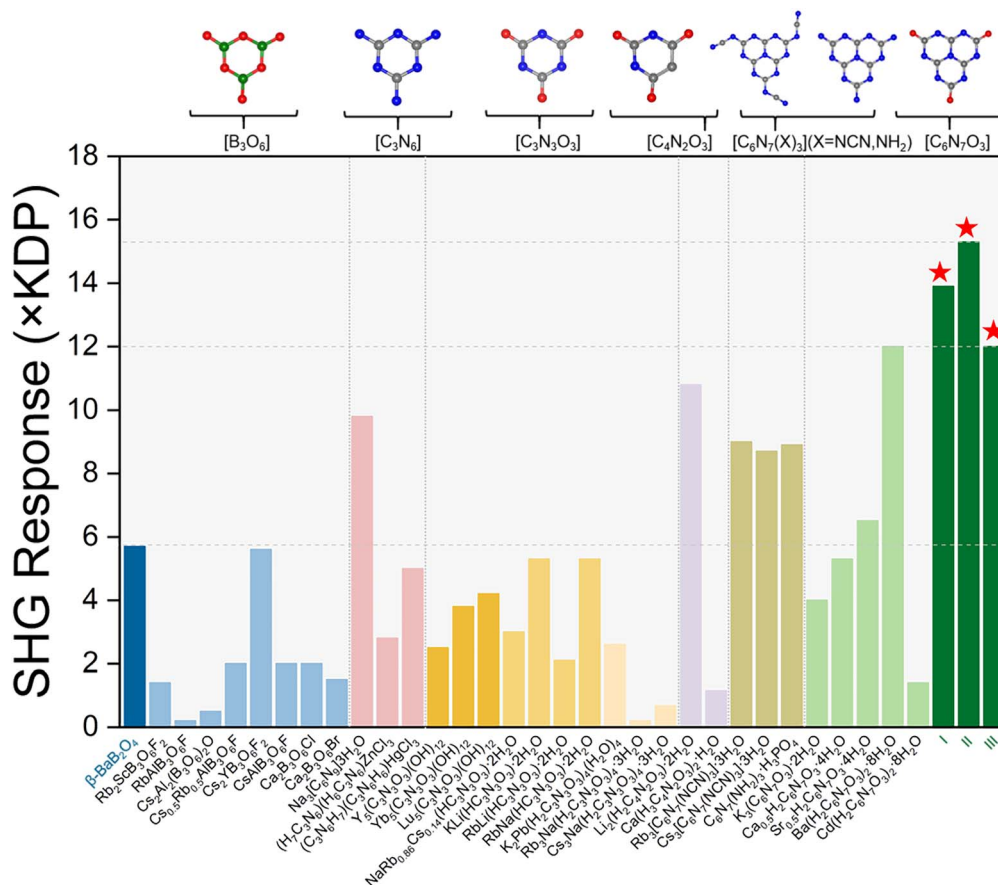 [B₃O₆]
[C₃N₆]
[C₃N₃O₃]
[C₄N₂O₃]
[C₆N₇(X)₃](X=NCN,NH₂)
[C₆N₇O₃]
SHG Response (×KDP)
18
16
14
12
10
8
6
4
2
0
β-BaB₂O₄
Rb₂ScB₃O₆F₂
RbAlB₃O₆F
Cs₂Al₂(B₃O₆)₂O
Cs₀.₅Rb₀.₅AlB₃O₆F
Cs₂YB₃O₆F₂
CsAlB₃O₆F
Ca₂B₃O₆Cl
Ca₂B₃O₆Br
Na₃[C₆N₉]3H₂O
(H₇C₃N₆)(H₆C₃N₆)ZnCl₃
(C₃N₆H₇)(C₃N₆H₆)HgCl₃
Y₅(C₃N₃O₃)(OH)₁₂
Yb₅(C₃N₃O₃)(OH)₁₂
Lu₅(C₃N₃O₃)(OH)₁₂
NaRb₀.₈₆Cs₀.₁₄(HC₃N₃O₃)·2H₂O
KLi(HC₃N₃O₃)·2H₂O
RbLi(HC₃N₃O₃)·2H₂O
RbNa(HC₃N₃O₃)·2H₂O
K₂Pb(H₂C₃N₃O₃)₄(H₂O)₄
Rb₃Na(H₂C₃N₃O₃)₄·3H₂O
Cs₃Na(H₂C₃N₃O₃)₄·3H₂O
Li₂(H₂C₄N₂O₃)₂·2H₂O
Ca(H₃C₄N₂O₃)₂·H₂O
Rb₃[C₆N₇(NCN)₃]3H₂O
Cs₃[C₆N₇(NCN)₃]3H₂O
C₆N₇(NH₂)₃·H₃PO₄
K₃(C₆N₇O₃)·2H₂O
Ca₀.₅H₂C₆N₇O₃·4H₂O
Sr₀.₅H₂C₆N₇O₃·4H₂O
Ba(H₂C₆N₇O₃)₂·8H₂O
Cd(H₂C₆N₇O₃)₂·8H₂O
I
II
III